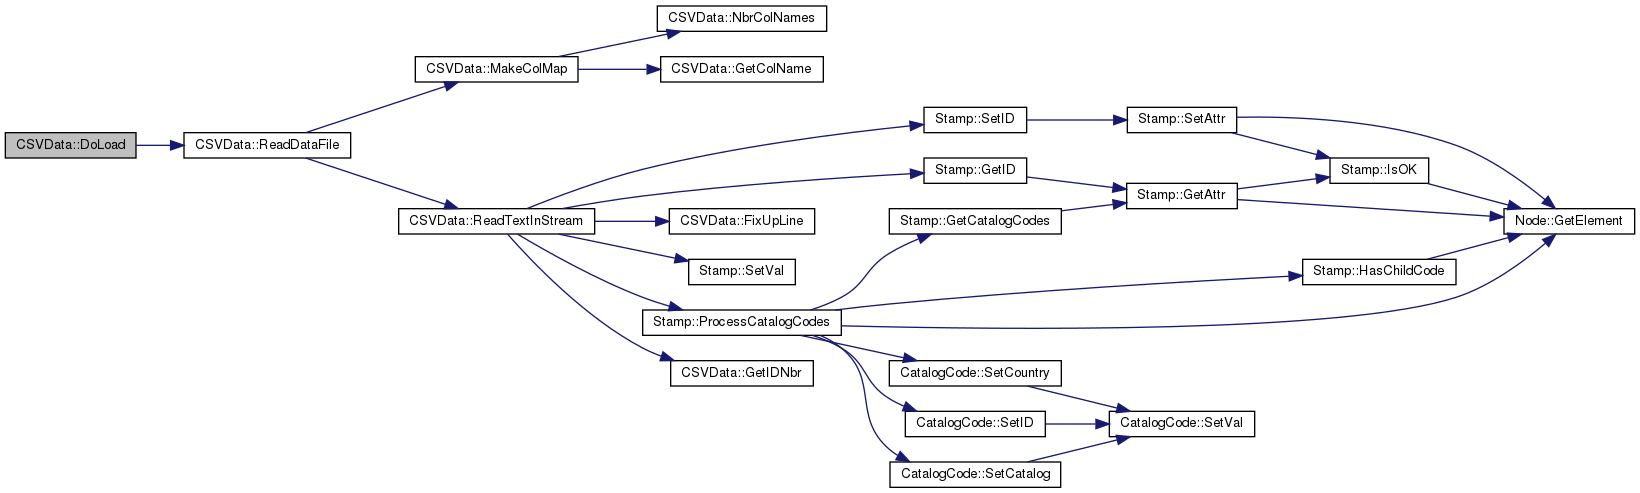 CSVData::NbrColNames
CSVData::MakeColMap
CSVData::GetColName
Stamp::SetID
Stamp::SetAttr
CSVData::DoLoad
CSVData::ReadDataFile
Stamp::GetID
Stamp::IsOK
Stamp::GetAttr
CSVData::ReadTextInStream
CSVData::FixUpLine
Stamp::GetCatalogCodes
Node::GetElement
Stamp::SetVal
Stamp::HasChildCode
Stamp::ProcessCatalogCodes
CSVData::GetIDNbr
CatalogCode::SetCountry
CatalogCode::SetID
CatalogCode::SetVal
CatalogCode::SetCatalog